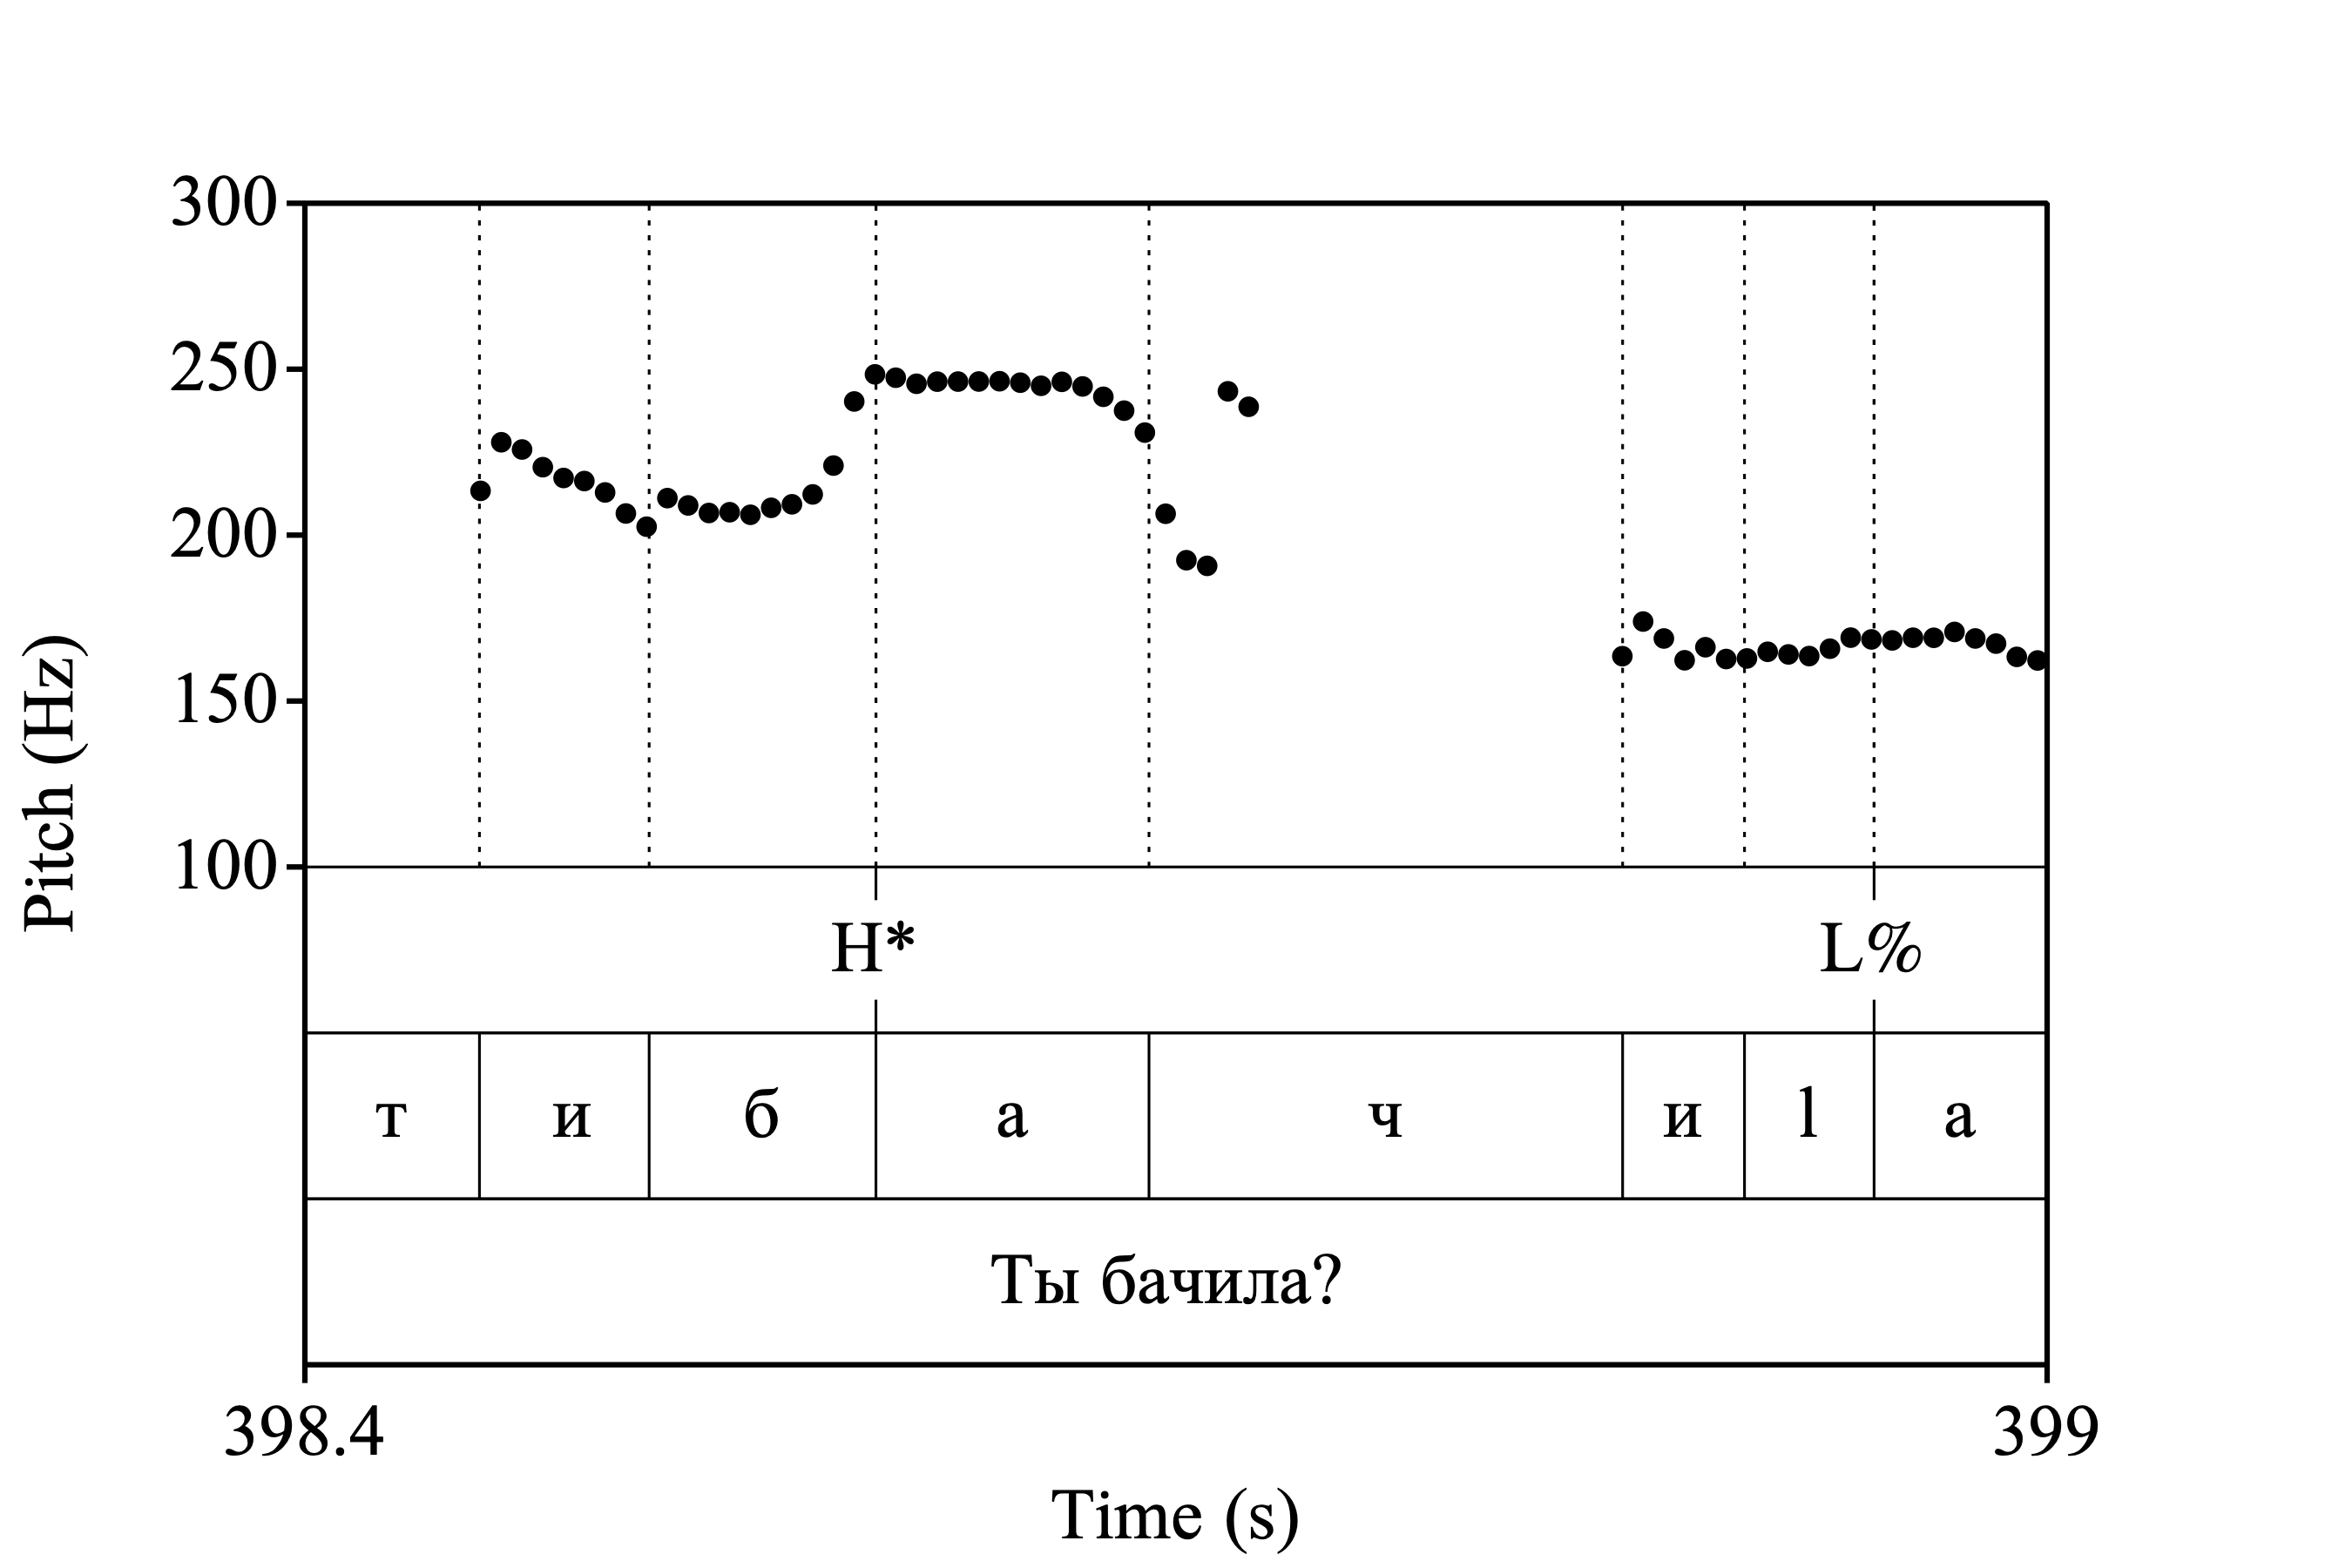 300
250
200
150
100
Pitch (Hz)
H* L%
т и б а ч и l а
Ты бачила?
398.4 399
Time (s)